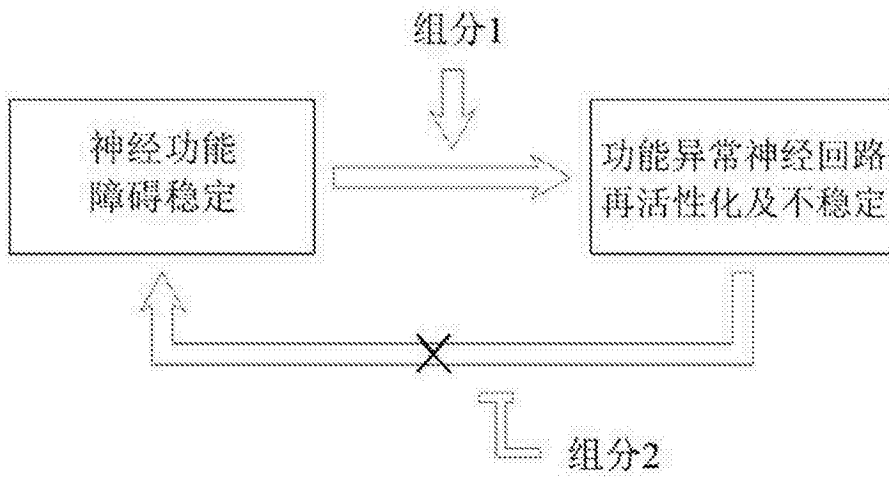 组分1
神经功能
障碍稳定
功能异常神经回路
再活性化及不稳定
组分2